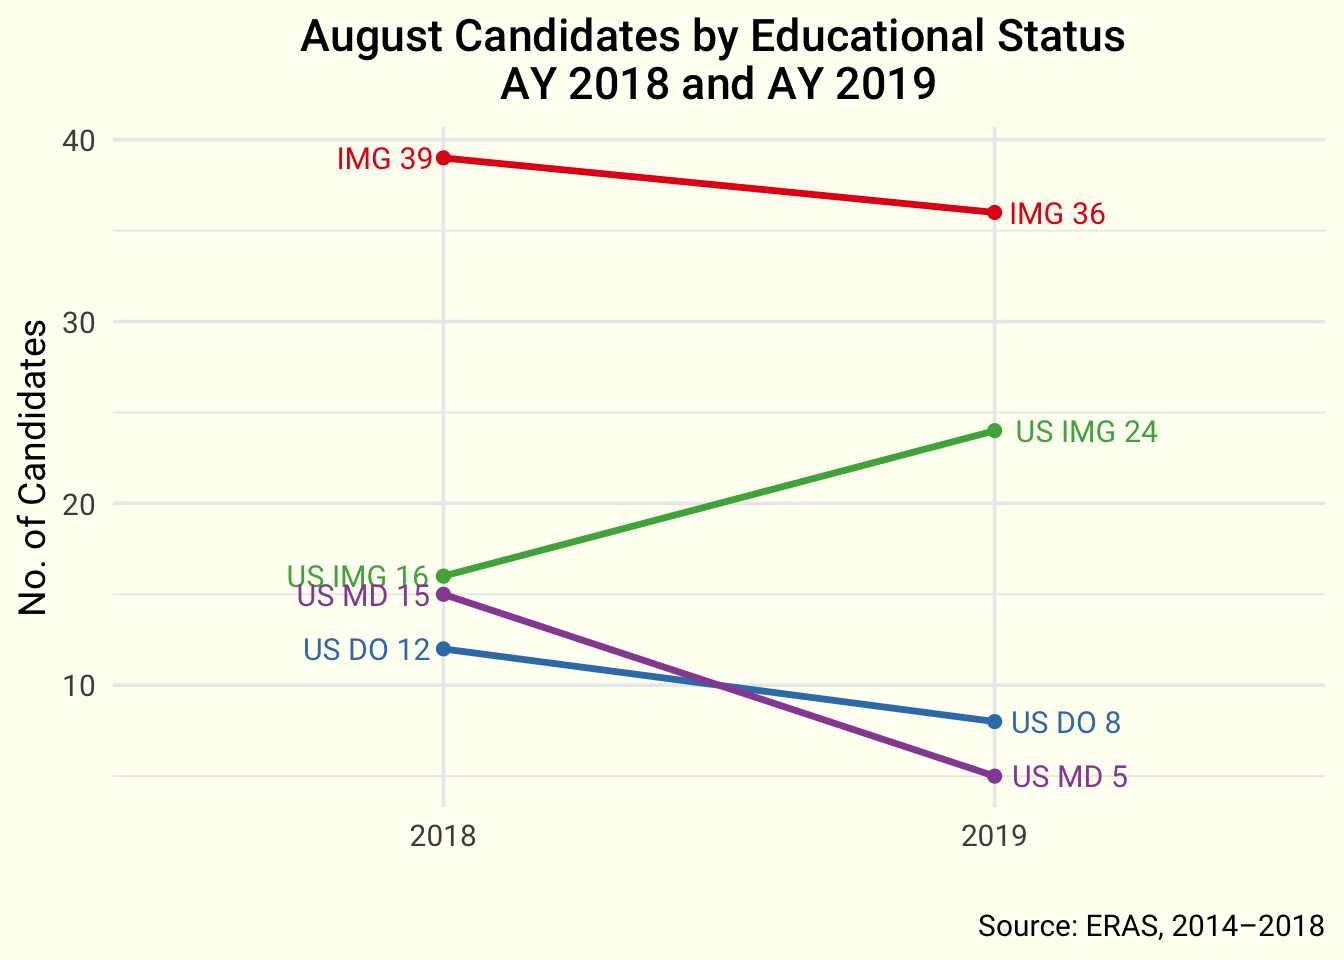 August Candidates by Educational Status
AY 2018 and AY 2019
No. of Candidates
40
30
20
10
IMG 39
IMG 36
US IMG 24
US IMG 16
US MD 15
US DO 12
US DO 8
US MD 5
2018
2019
Source: ERAS, 2014–2018